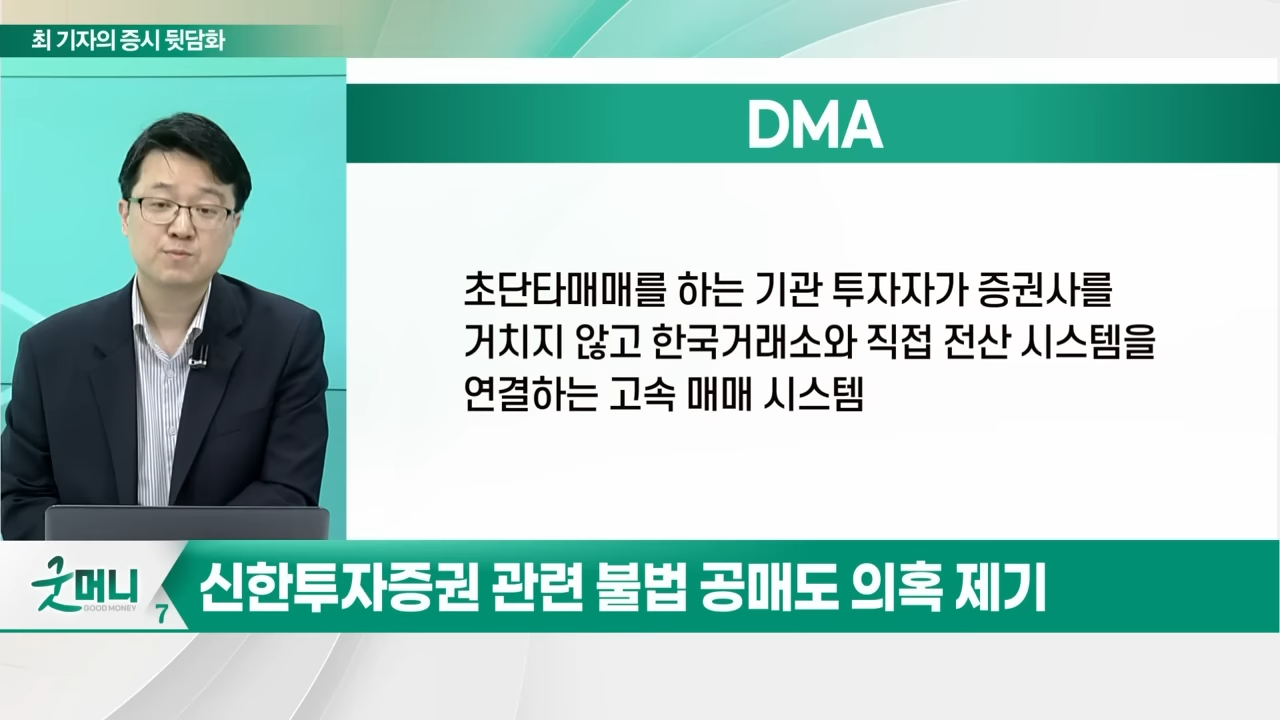 최 기자의 증시 뒷담화
DMA
초단타매매를 하는 기관 투자자가 증권사를
거치지 않고 한국거래소와 직접 전산 시스템을
연결하는 고속 매매 시스템
굿머니
GOOD MONEY
7
신한투자증권 관련 불법 공매도 의혹 제기